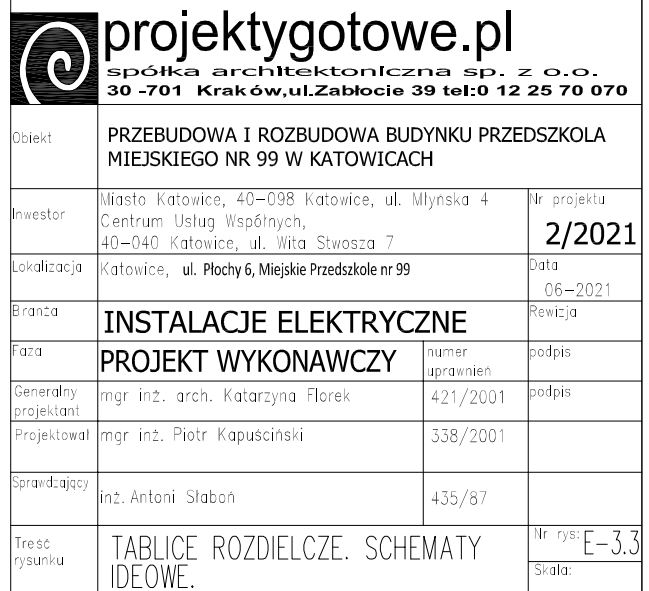 projektygotowe.pl
spółka architektoniczna sp. z o.o.
30 -701 Kraków,ul.Zabłocie 39 tel:0 12 25 70 070
Obiekt
PRZEBUDOWA I ROZBUDOWA BUDYNKU PRZEDSZKOLA
MIEJSKIEGO NR 99 W KATOWICACH
Inwestor
Miasto Katowice, 40-098 Katowice, ul. Młyńska 4
Centrum Usług Wspólnych,
40-040 Katowice, ul. Wita Stwosza 7
Nr projektu
2/2021
Lokalizacja
Katowice, ul. Płochy 6, Miejskie Przedszkole nr 99
Data
06-2021
Branża
INSTALACJE ELEKTRYCZNE
Rewizja
Faza
PROJEKT WYKONAWCZY
numer
uprawnień
podpis
Generalny
projektant
mgr inż. arch. Katarzyna Florek
421/2001
podpis
Projektował
mgr inż. Piotr Kapuściński
338/2001
Sprawdzający
inż. Antoni Słaboń
435/87
Treść
rysunku
TABLICE ROZDIELCZE. SCHEMATY
IDEOWE.
Nr rys: E-3.3
Skala: